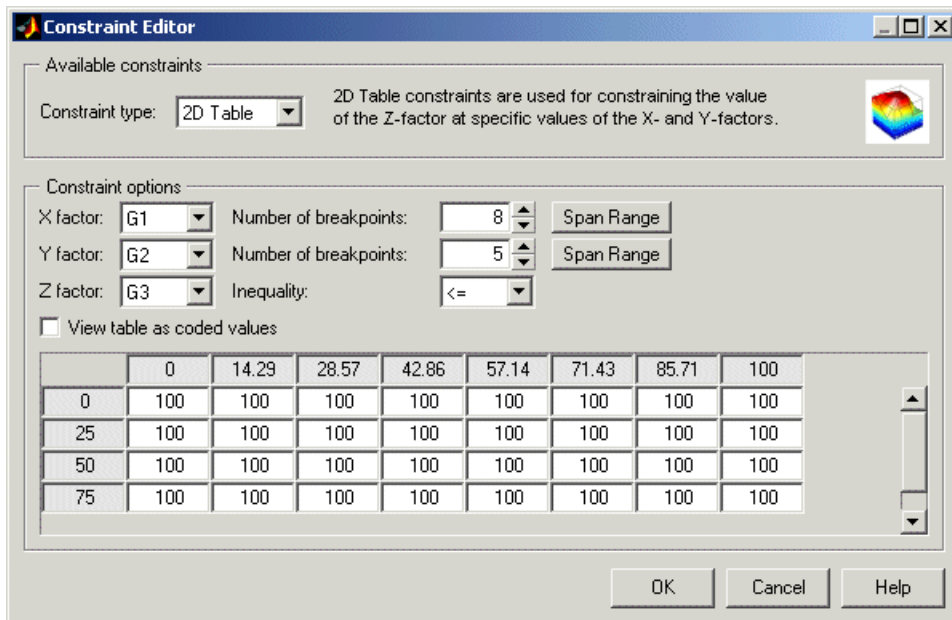 Constraint Editor
Available constraints
Constraint type: 2D Table
2D Table constraints are used for constraining the value
of the Z-factor at specific values of the X- and Y-factors.
Constraint options
X factor: G1 Number of breakpoints: 8 Span Range
Y factor: G2 Number of breakpoints: 5 Span Range
Z factor: G3 Inequality: <=
View table as coded values
0 14.29 28.57 42.86 57.14 71.43 85.71 100
0 100 100 100 100 100 100 100 100
25 100 100 100 100 100 100 100 100
50 100 100 100 100 100 100 100 100
75 100 100 100 100 100 100 100 100
OK Cancel Help